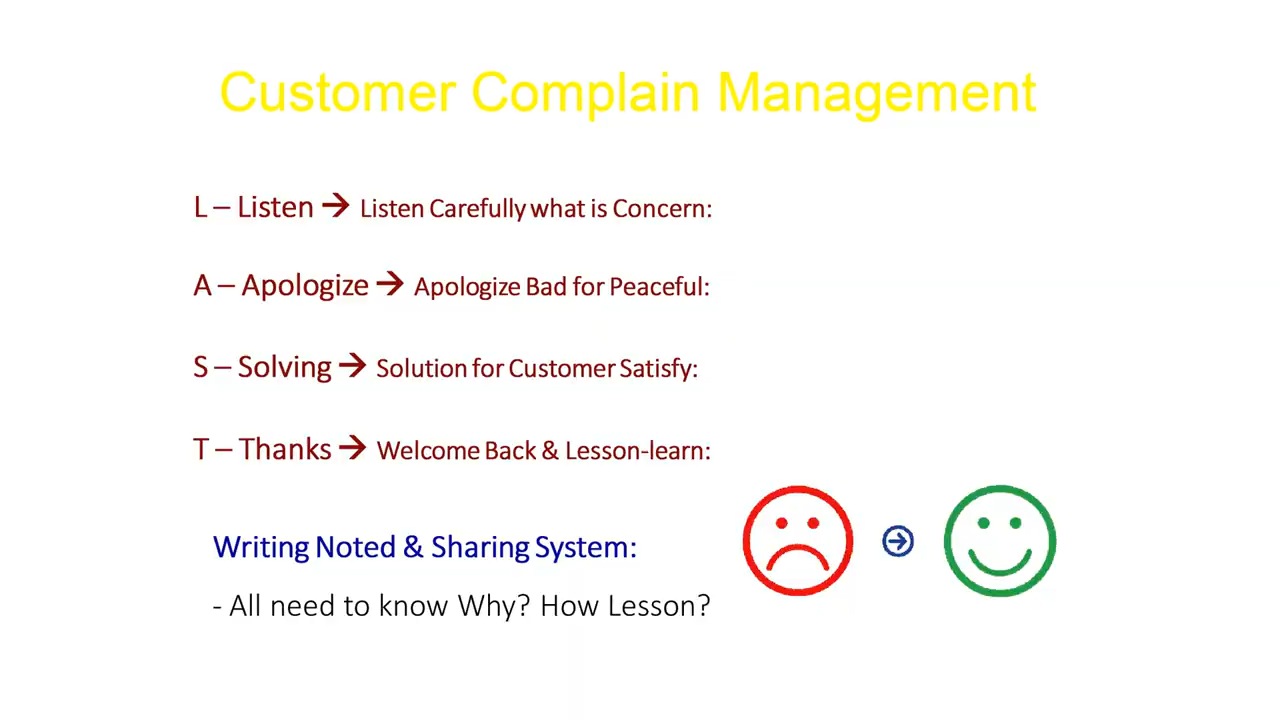 Customer Complain Management
L – Listen → Listen Carefully what is Concern:
A – Apologize → Apologize Bad for Peaceful:
S – Solving → Solution for Customer Satisfy:
T – Thanks → Welcome Back & Lesson-learn:
Writing Noted & Sharing System:
- All need to know Why? How Lesson?